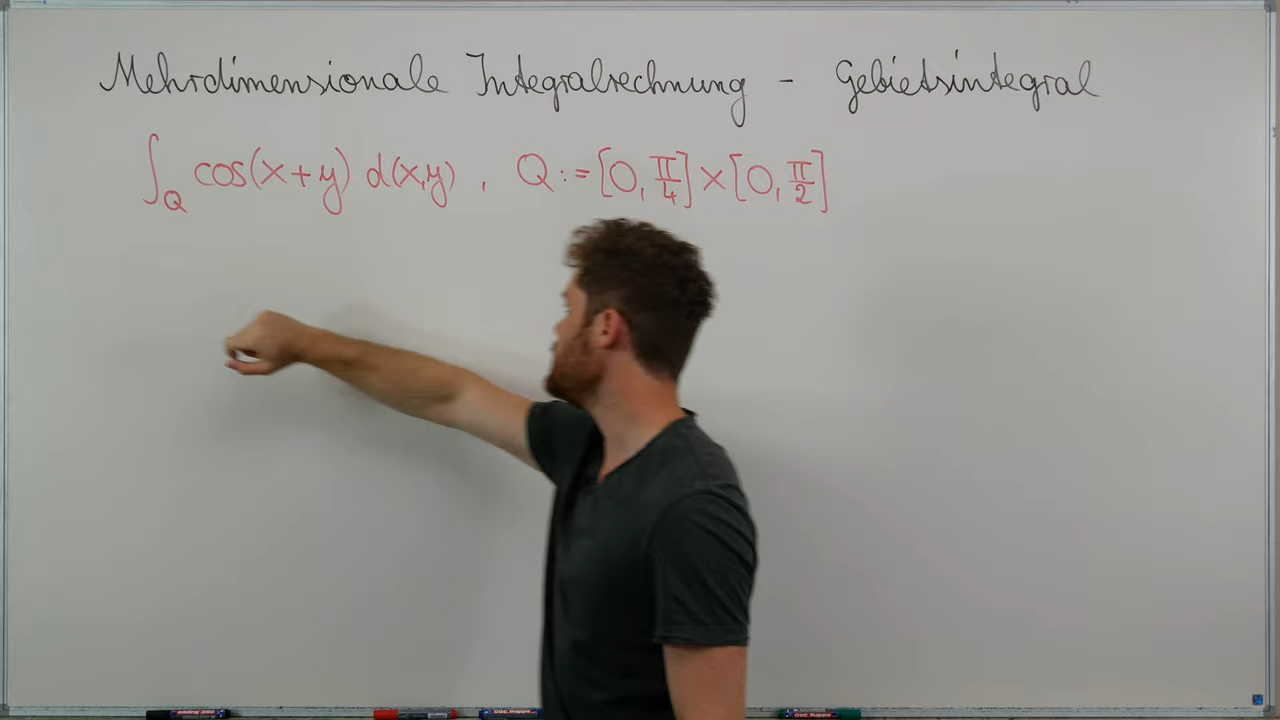 Mehrdimensionale Integralrechnung - Gebietsintegral
∫_Q cos(x+y) d(x,y) , Q := [0, π/4] × [0, π/2]